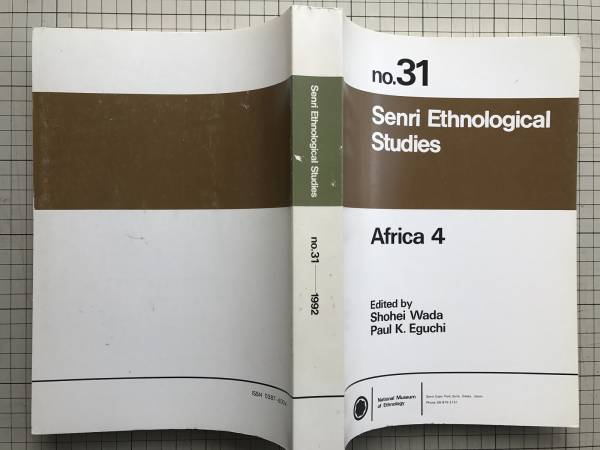 no.31
Senri Ethnological
Studies
Africa 4
Edited by
Shohei Wada
Paul K. Eguchi
National Museum
of Ethnology
Senri Ethnological Studies
no.31 — 1992